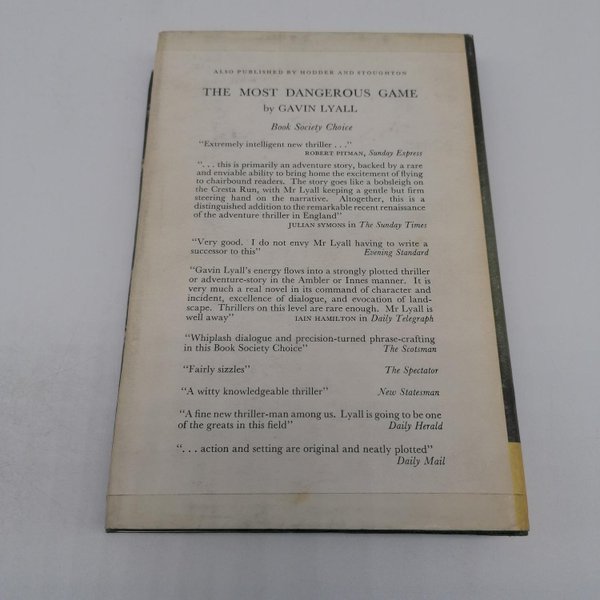 ALSO PUBLISHED BY HODDER AND STOUGHTON
THE MOST DANGEROUS GAME
by GAVIN LYALL
Book Society Choice
"Extremely intelligent new thriller . . ."
ROBERT PITMAN, Sunday Express
". . . this is primarily an adventure story, backed by a rare
and enviable ability to bring home the excitement of flying
to chairbound readers. The story goes like a bobsleigh on
the Cresta Run, with Mr Lyall keeping a gentle but firm
steering hand on the narrative. Altogether, this is a
distinguished addition to the remarkable recent renaissance
of the adventure thriller in England"
JULIAN SYMONS in The Sunday Times
"Very good. I do not envy Mr Lyall having to write a
successor to this" Evening Standard
"Gavin Lyall's energy flows into a strongly plotted thriller
or adventure-story in the Ambler or Innes manner. It is
very much a real novel in its command of character and
incident, excellence of dialogue, and evocation of land-
scape. Thrillers on this level are rare enough. Mr Lyall is
well away" IAIN HAMILTON in Daily Telegraph
"Whiplash dialogue and precision-turned phrase-crafting
in this Book Society Choice" The Scotsman
"Fairly sizzles" The Spectator
"A witty knowledgeable thriller" New Statesman
"A fine new thriller-man among us. Lyall is going to be one
of the greats in this field" Daily Herald
". . . action and setting are original and neatly plotted"
Daily Mail